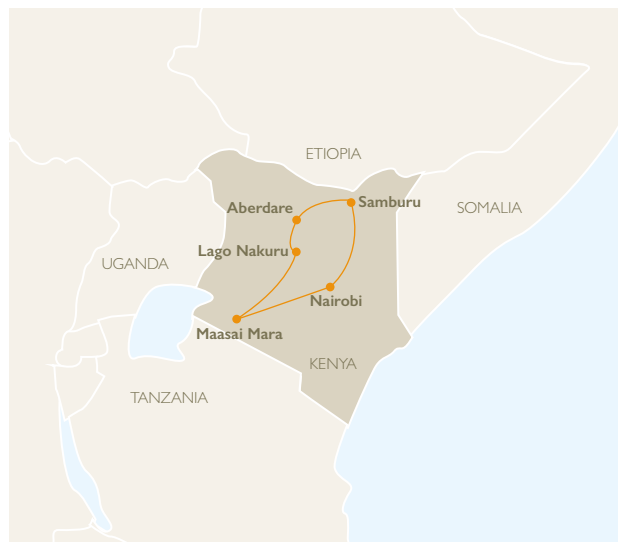 ETIOPIA
Samburu
Aberdare
SOMALIA
Lago Nakuru
UGANDA
Nairobi
Maasai Mara
KENYA
TANZANIA